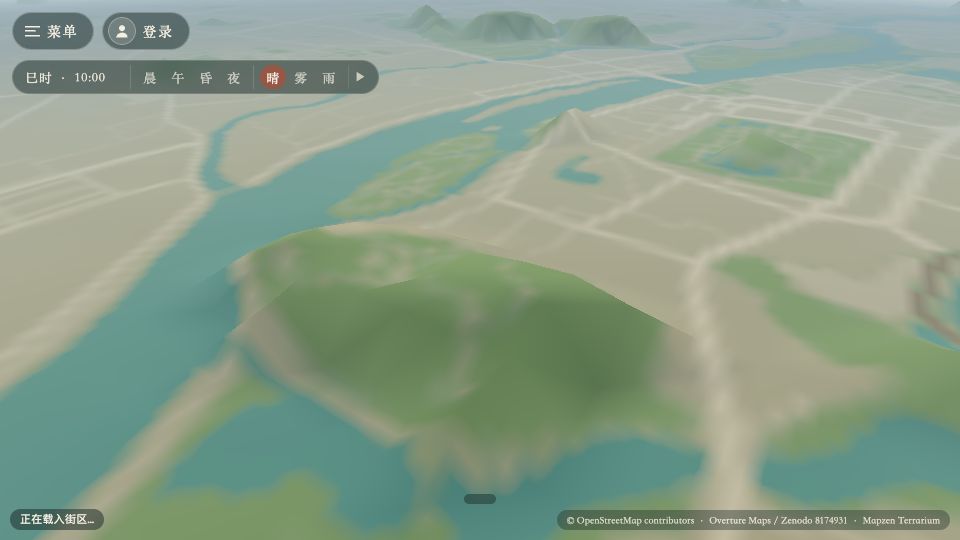 菜单 登录
巳时 · 10:00 晨 午 昏 夜 晴 雾 雨
正在载入街区…
© OpenStreetMap contributors · Overture Maps / Zenodo 8174931 · Mapzen Terrarium